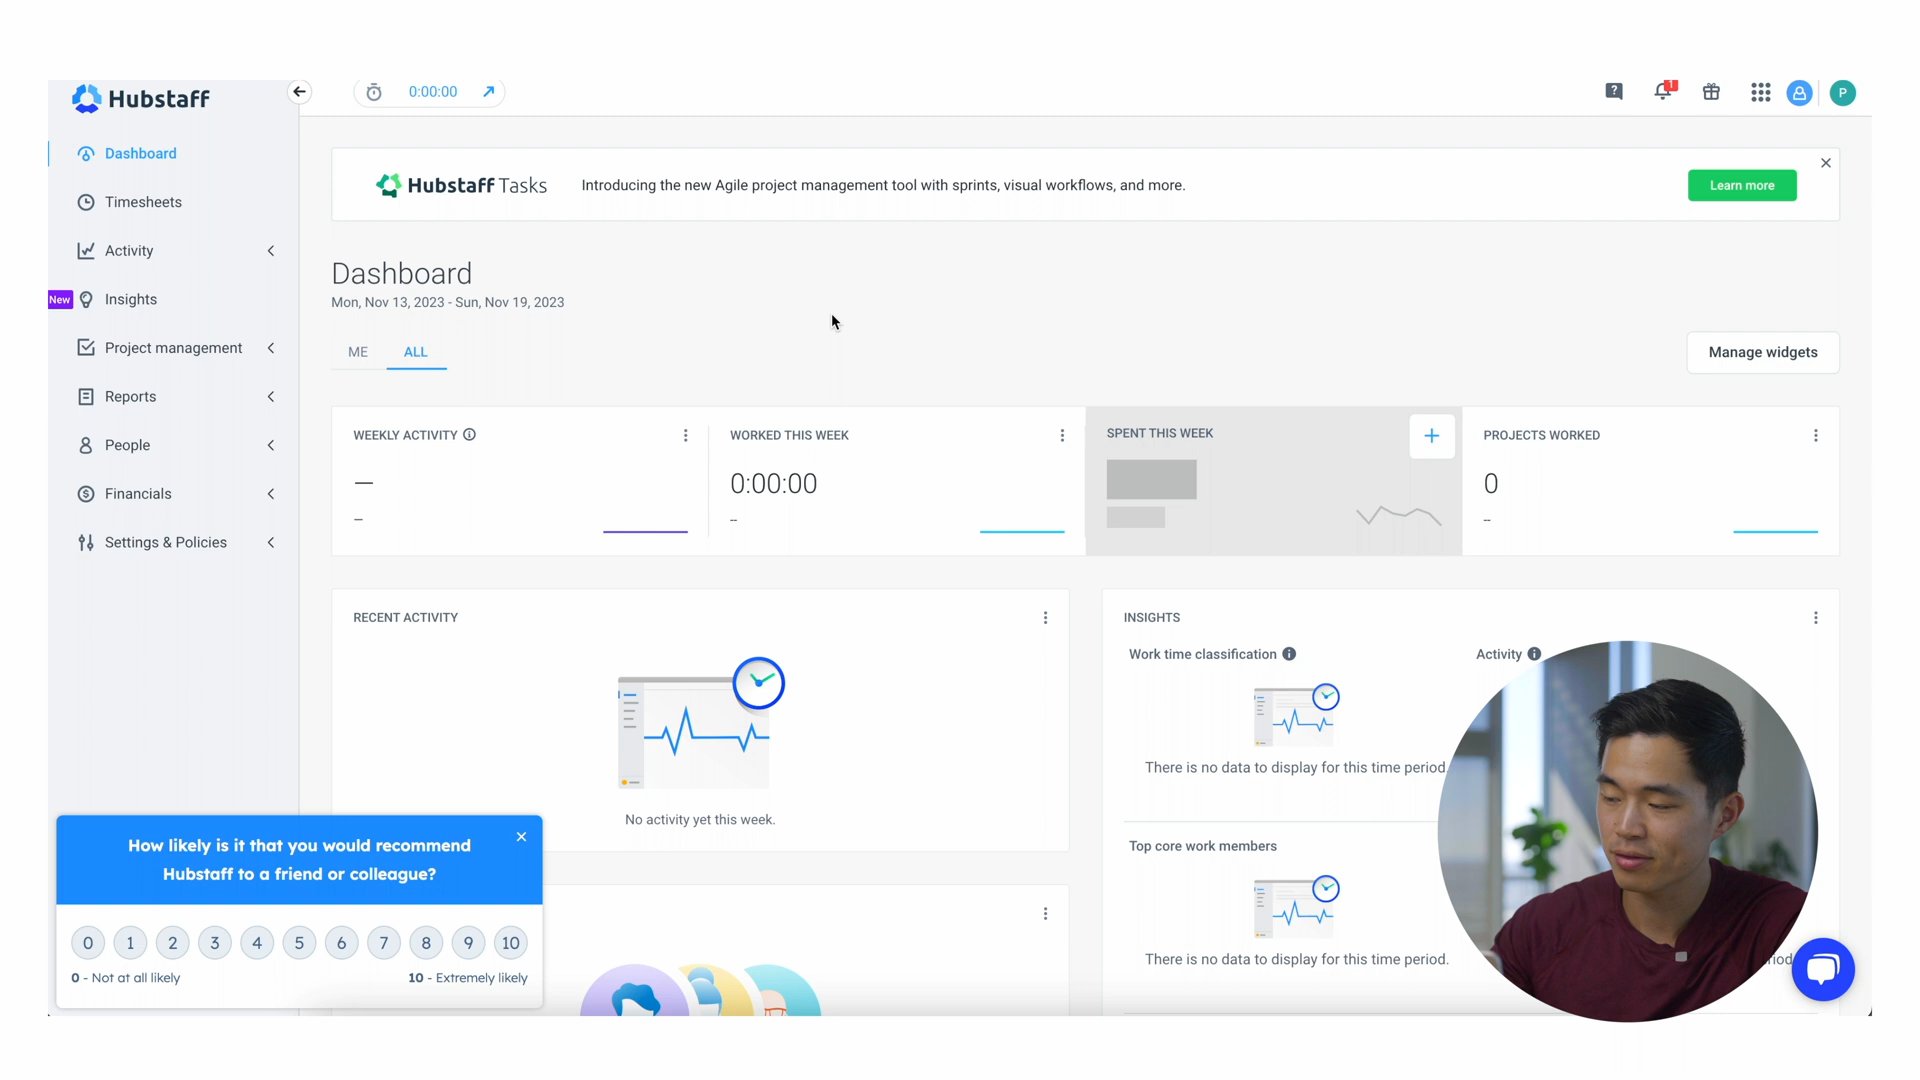 Hubstaff
0:00:00
?
1
P
Dashboard
Timesheets
Activity
New
Insights
Project management
Reports
People
Financials
Settings & Policies
Hubstaff Tasks
Introducing the new Agile project management tool with sprints, visual workflows, and more.
Learn more
Dashboard
Mon, Nov 13, 2023 - Sun, Nov 19, 2023
ME
ALL
Manage widgets
WEEKLY ACTIVITY
—
–
WORKED THIS WEEK
0:00:00
--
SPENT THIS WEEK
PROJECTS WORKED
0
--
RECENT ACTIVITY
No activity yet this week.
INSIGHTS
Work time classification
There is no data to display for this time period.
Activity
Top core work members
There is no data to display for this time period.
How likely is it that you would recommend
Hubstaff to a friend or colleague?
0 1 2 3 4 5 6 7 8 9 10
0 - Not at all likely
10 - Extremely likely